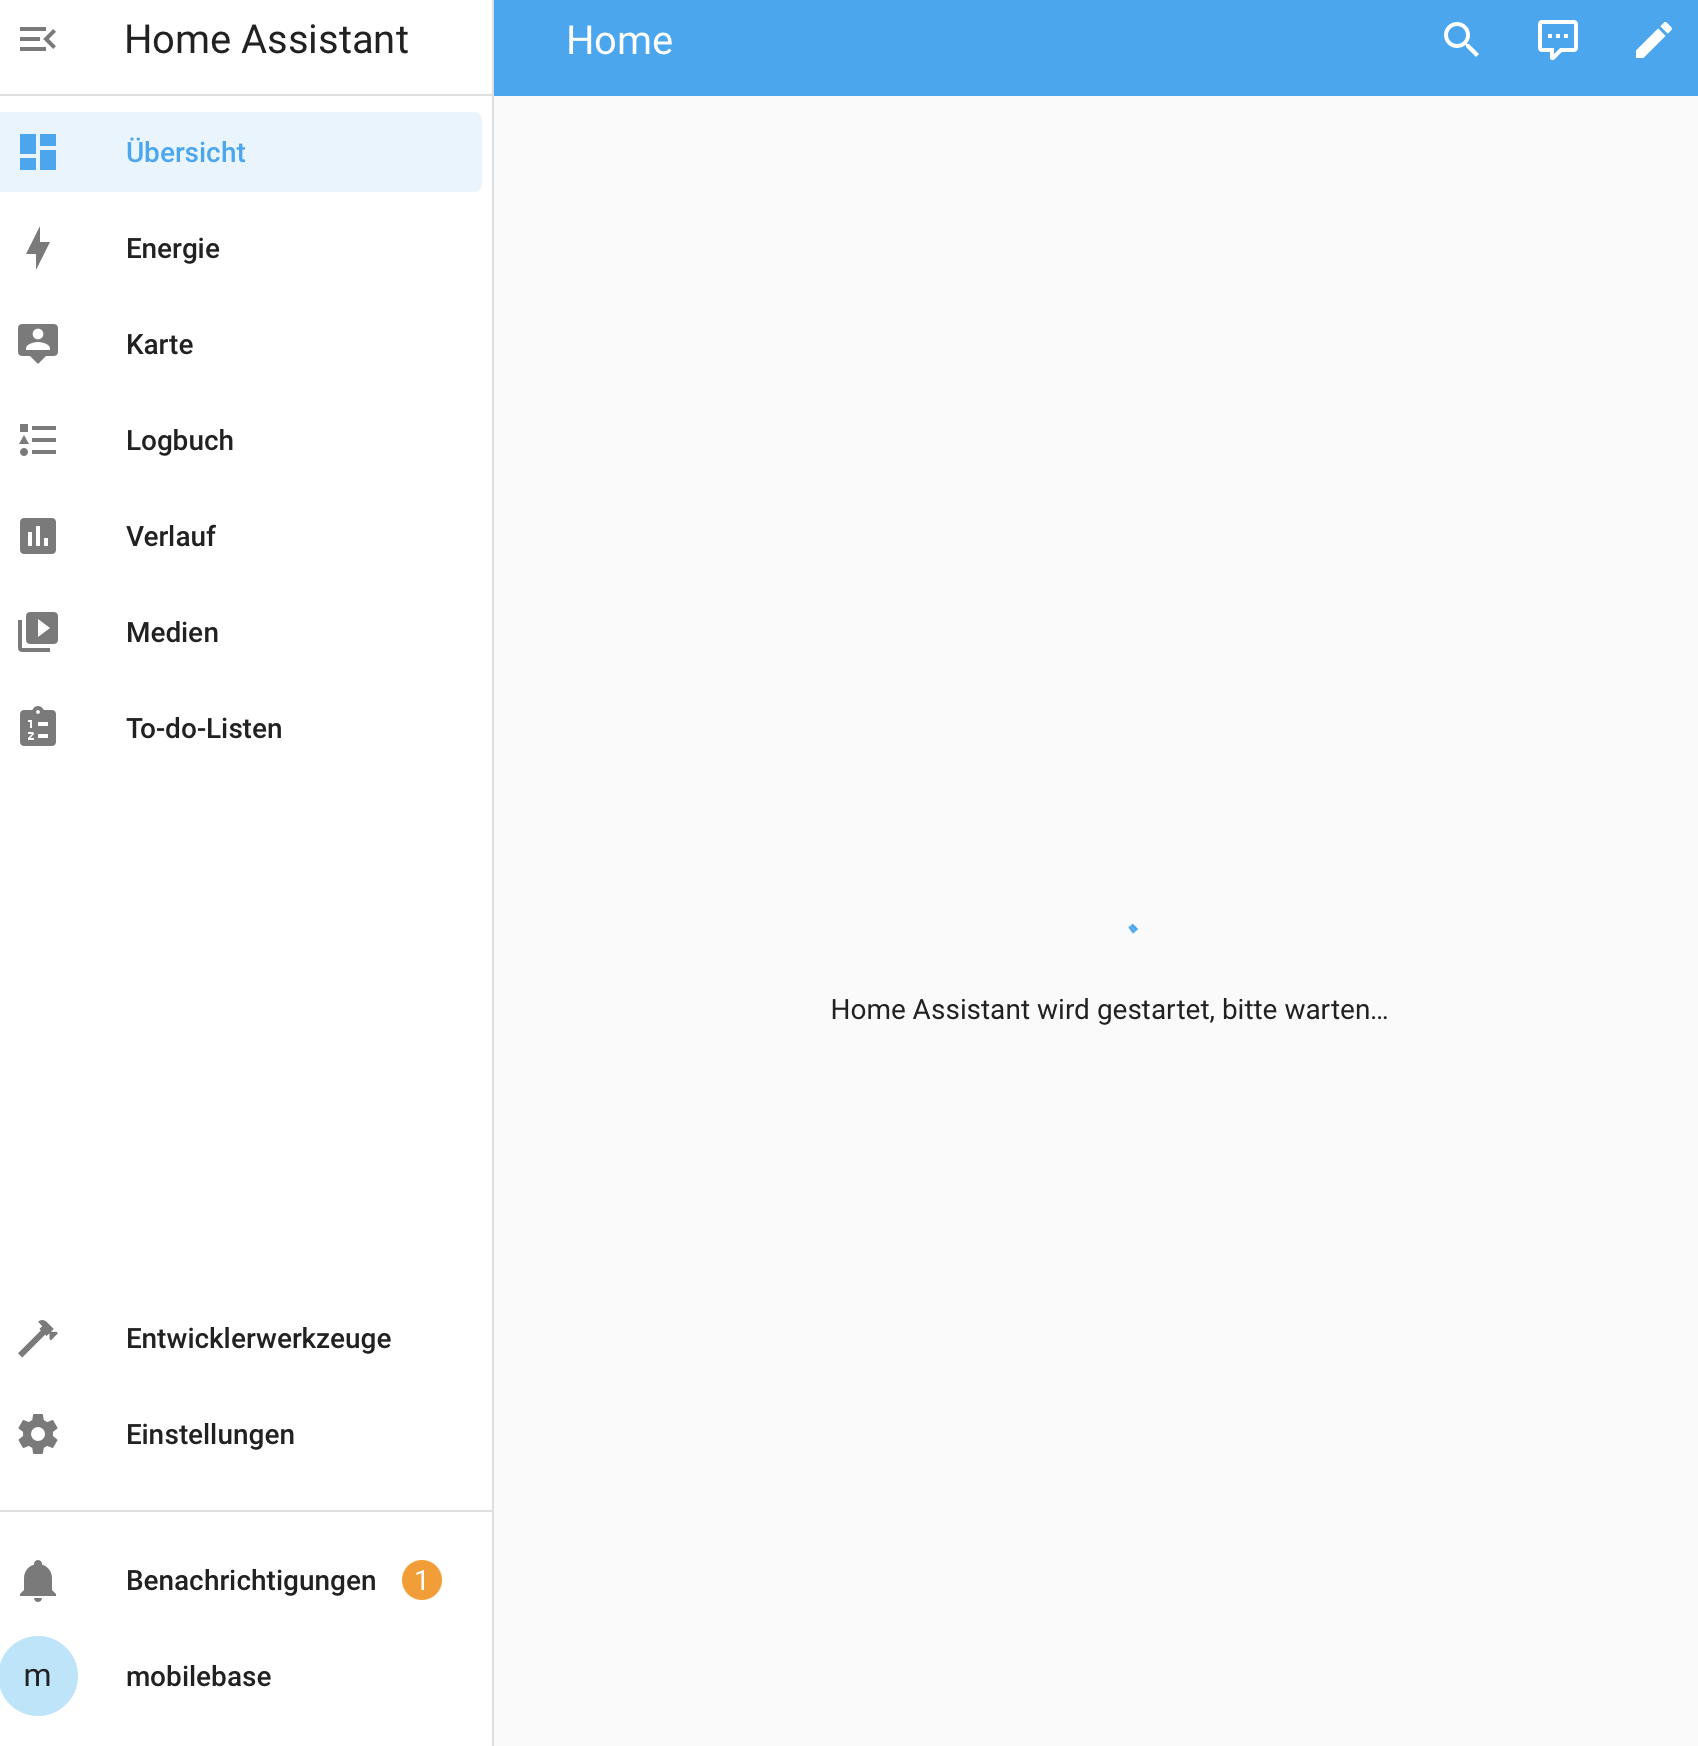 Home Assistant
Home
Übersicht
Energie
Karte
Logbuch
Verlauf
Medien
To-do-Listen
Home Assistant wird gestartet, bitte warten…
Entwicklerwerkzeuge
Einstellungen
Benachrichtigungen 1
m mobilebase